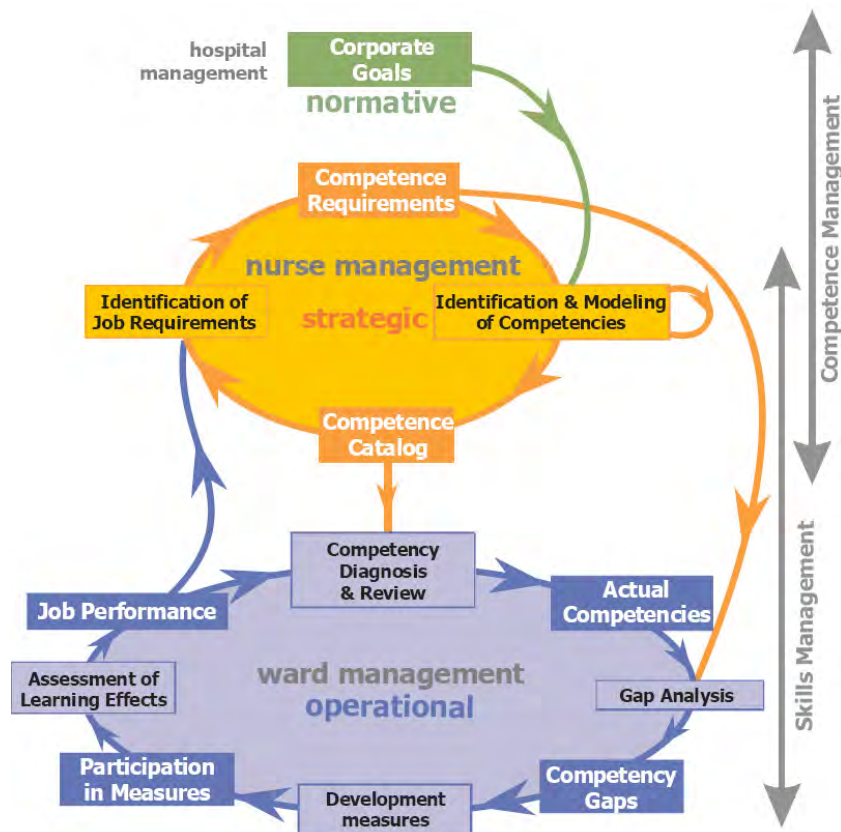 hospital
management
Corporate
Goals
normative
Competence
Requirements
nurse management
Identification of
Job Requirements
strategic
Identification & Modeling
of Competencies
Competence
Catalog
Competence Management
Skills Management
Competency
Diagnosis
& Review
Job Performance
Actual
Competencies
Assessment of
Learning Effects
ward management
operational
Gap Analysis
Participation
in Measures
Development
measures
Competency
Gaps